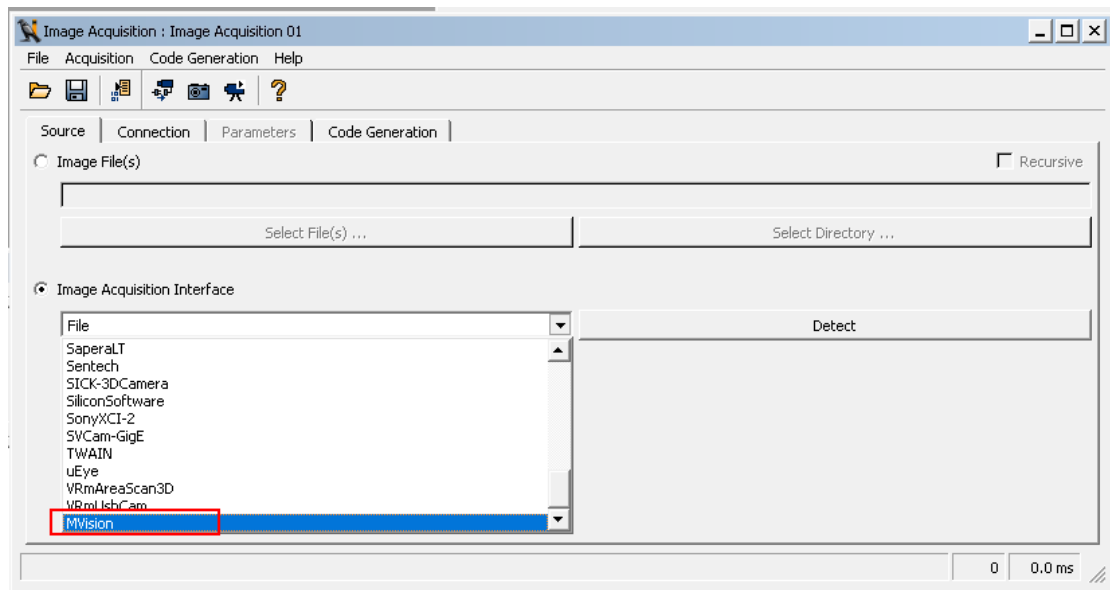 Image Acquisition : Image Acquisition 01
File Acquisition Code Generation Help
Source Connection Parameters Code Generation
Image File(s) Recursive
Select File(s) ... Select Directory ...
Image Acquisition Interface
File Detect
SaperaLT
Sentech
SICK-3DCamera
SiliconSoftware
SonyXCI-2
SVCam-GigE
TWAIN
uEye
VRmAreaScan3D
VRmUsbCam
MVision
0 0.0 ms